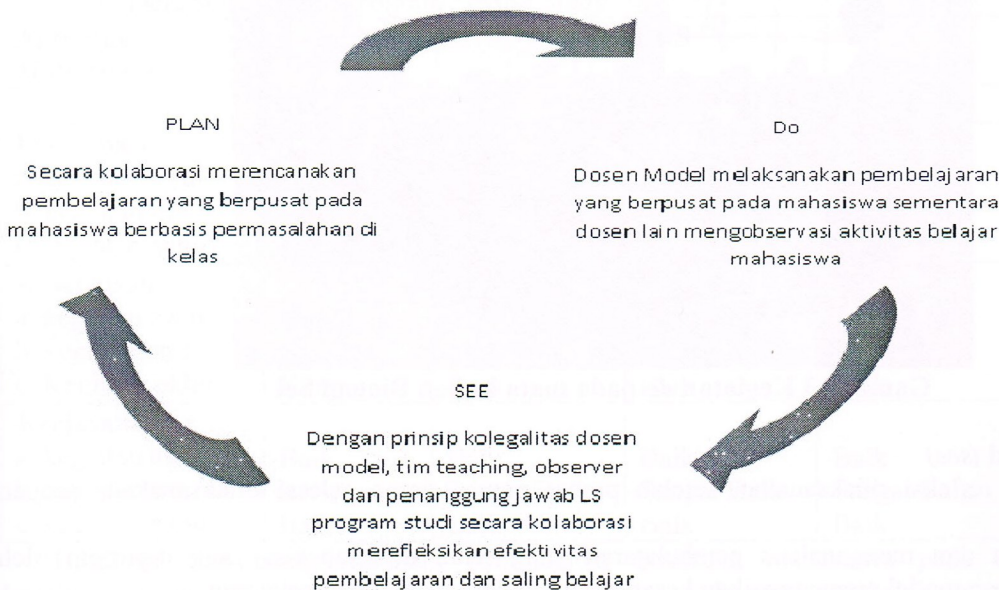 PLAN
Secara kolaborasi merencanakan
pembelajaran yang berpusat pada
mahasiswa berbasis permasalahan di
kelas
Do
Dosen Model melaksanakan pembelajaran
yang berpusat pada mahasiswa sementara
dosen lain mengobservasi aktivitas belajar
mahasiswa
SEE
Dengan prinsip kolegalitas dosen
model, tim teaching, observer
dan penanggung jawab LS
program studi secara kolaborasi
merefleksikan efektivitas
pembelajaran dan saling belajar